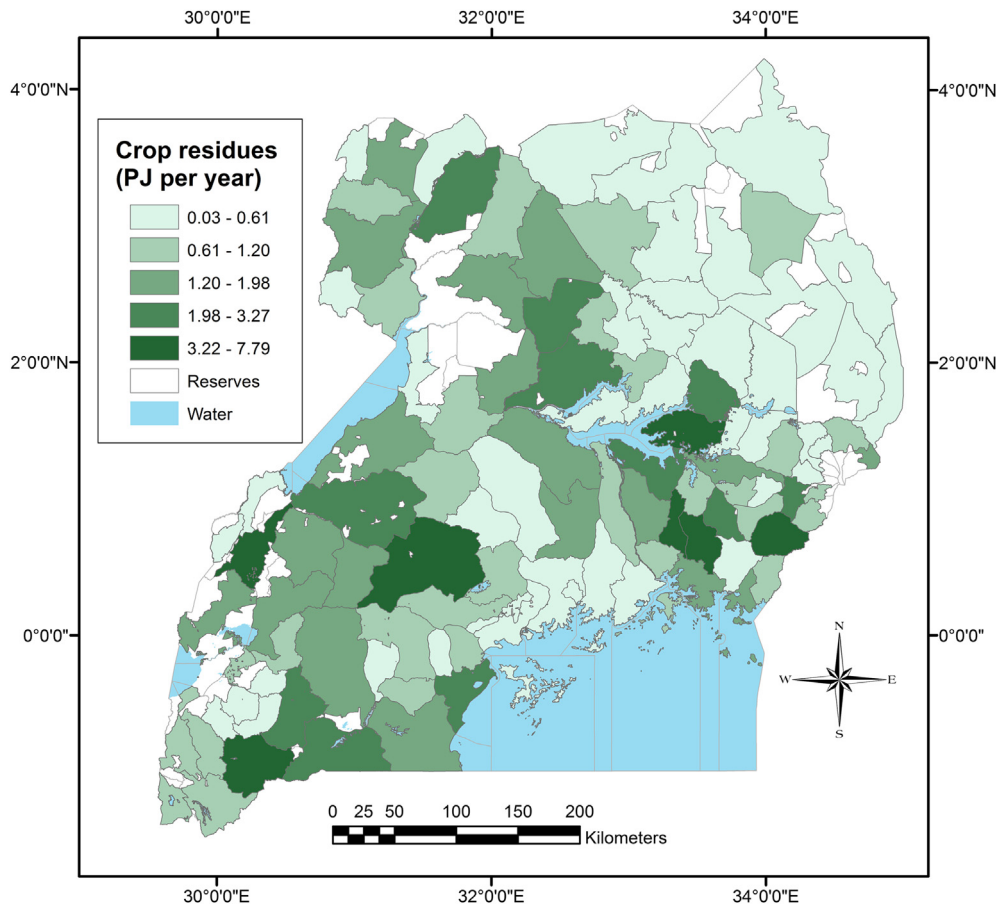 30°0'0"E 32°0'0"E 34°0'0"E
4°0'0"N 4°0'0"N
Crop residues
(PJ per year)
0.03 - 0.61
0.61 - 1.20
1.20 - 1.98
1.98 - 3.27
3.22 - 7.79
Reserves
Water
2°0'0"N 2°0'0"N
0°0'0" 0°0'0"
N
W E
S
0 25 50 100 150 200
Kilometers
30°0'0"E 32°0'0"E 34°0'0"E